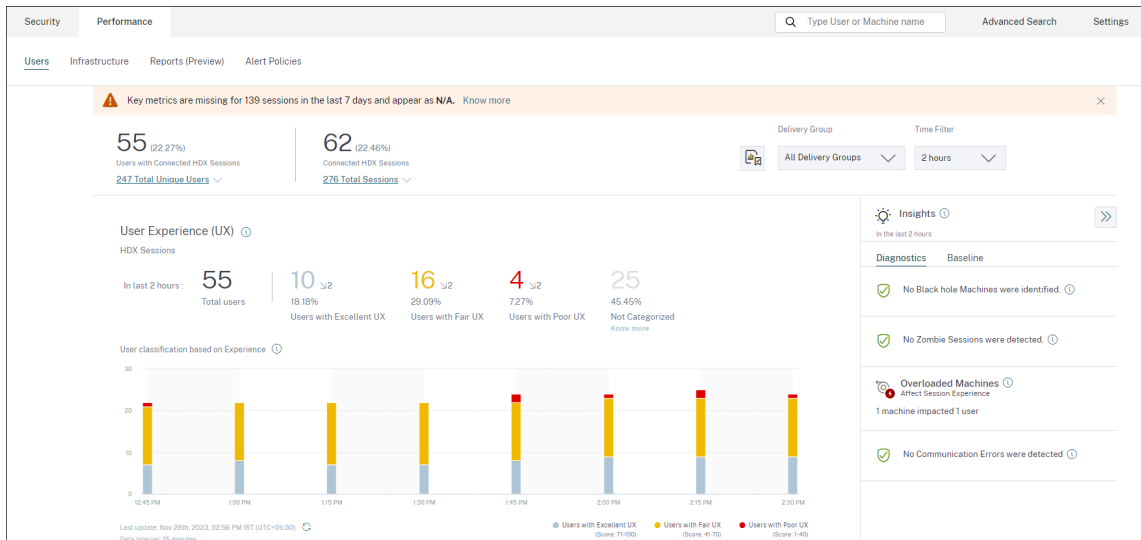 Security Performance Type User or Machine name Advanced Search Settings
Users Infrastructure Reports (Preview) Alert Policies
Key metrics are missing for 139 sessions in the last 7 days and appear as N/A. Know more
55 (22.27%)
Users with Connected HDX Sessions
247 Total Unique Users
62 (22.46%)
Connected HDX Sessions
276 Total Sessions
Delivery Group
All Delivery Groups
Time Filter
2 hours
User Experience (UX)
HDX Sessions
In last 2 hours :
55
Total users
10 2
18.18%
Users with Excellent UX
16 2
29.09%
Users with Fair UX
4 2
7.27%
Users with Poor UX
25
45.45%
Not Categorized
Know more
User classification based on Experience
30
20
10
0
12:45 PM 1:00 PM 1:15 PM 1:30 PM 1:45 PM 2:00 PM 2:15 PM 2:30 PM
Last update: Nov 28th, 2023, 02:56 PM IST (UTC+05:30)
Data interval: 15 minutes
Users with Excellent UX
(Score: 71-100)
Users with Fair UX
(Score: 41-70)
Users with Poor UX
(Score: 1-40)
Insights
In the last 2 hours
Diagnostics Baseline
No Black hole Machines were identified.
No Zombie Sessions were detected.
Overloaded Machines
Affect Session Experience
1 machine impacted 1 user
No Communication Errors were detected